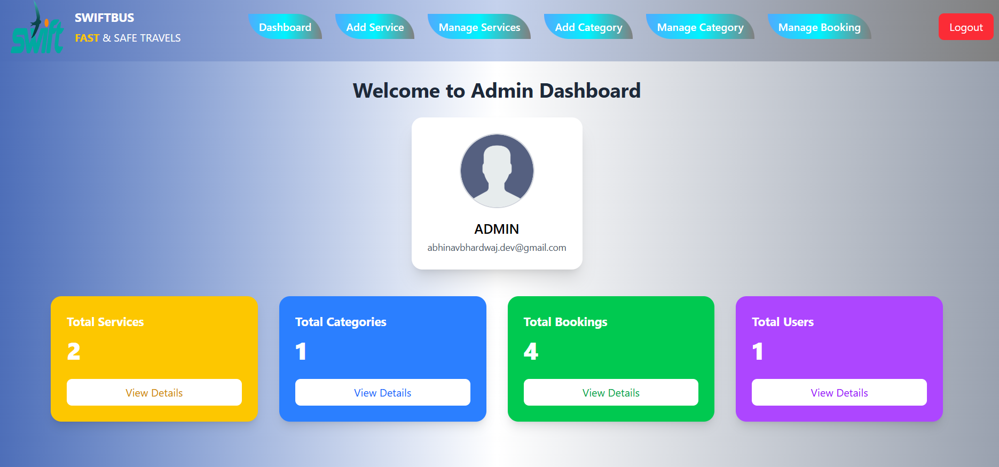 swift
SWIFTBUS
FAST & SAFE TRAVELS
Dashboard
Add Service
Manage Services
Add Category
Manage Category
Manage Booking
Logout
Welcome to Admin Dashboard
ADMIN
abhinavbhardwaj.dev@gmail.com
Total Services
2
View Details
Total Categories
1
View Details
Total Bookings
4
View Details
Total Users
1
View Details